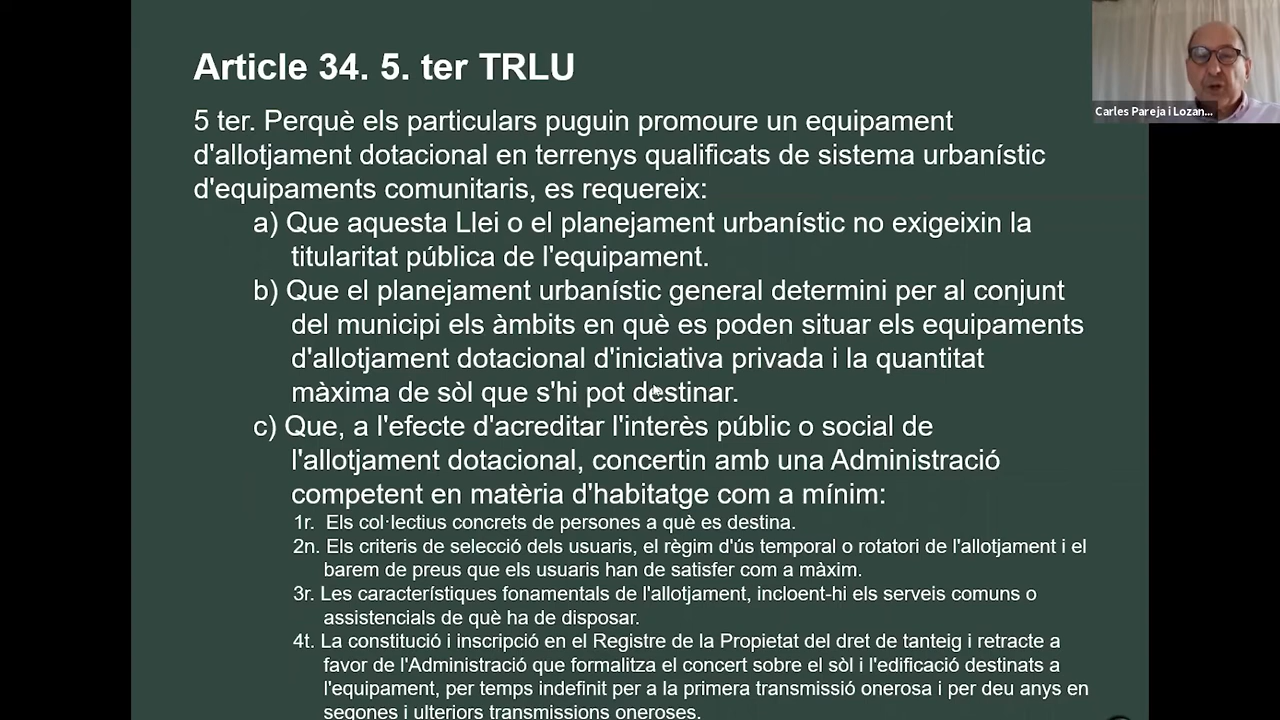 Article 34. 5. ter TRLU
Carles Pareja i Lozan...
5 ter. Perquè els particulars puguin promoure un equipament
d'allotjament dotacional en terrenys qualificats de sistema urbanístic
d'equipaments comunitaris, es requereix:
a) Que aquesta Llei o el planejament urbanístic no exigeixin la
titularitat pública de l'equipament.
b) Que el planejament urbanístic general determini per al conjunt
del municipi els àmbits en què es poden situar els equipaments
d'allotjament dotacional d'iniciativa privada i la quantitat
màxima de sòl que s'hi pot destinar.
c) Que, a l'efecte d'acreditar l'interès públic o social de
l'allotjament dotacional, concertin amb una Administració
competent en matèria d'habitatge com a mínim:
1r. Els col·lectius concrets de persones a què es destina.
2n. Els criteris de selecció dels usuaris, el règim d'ús temporal o rotatori de l'allotjament i el
barem de preus que els usuaris han de satisfer com a màxim.
3r. Les característiques fonamentals de l'allotjament, incloent-hi els serveis comuns o
assistencials de què ha de disposar.
4t. La constitució i inscripció en el Registre de la Propietat del dret de tanteig i retracte a
favor de l'Administració que formalitza el concert sobre el sòl i l'edificació destinats a
l'equipament, per temps indefinit per a la primera transmissió onerosa i per deu anys en
segones i ulteriors transmissions oneroses.